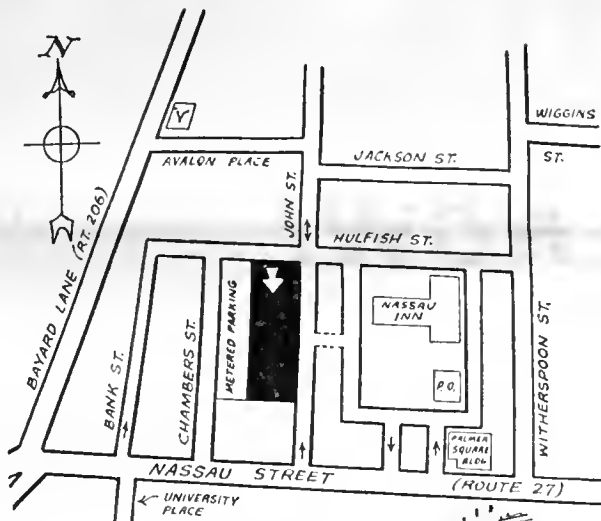 N
Y
WIGGINS
ST.
AVALON PLACE
JACKSON ST.
JOHN ST.
HULFISH ST.
BAYARD LANE (RT. 206)
BANK ST.
CHAMBERS ST.
METERED PARKING
NASSAU
INN
P.O.
WITHERSPOON ST.
PALMER
SQUARE
BLDG
NASSAU STREET
(ROUTE 27)
UNIVERSITY
PLACE